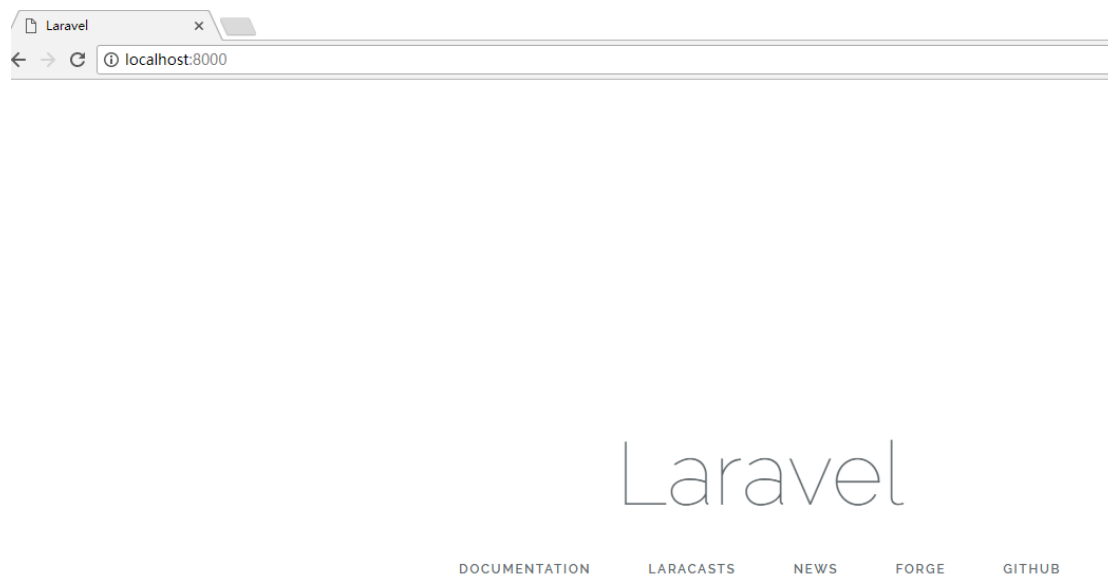 Laravel
localhost:8000
Laravel
DOCUMENTATION LARACASTS NEWS FORGE GITHUB